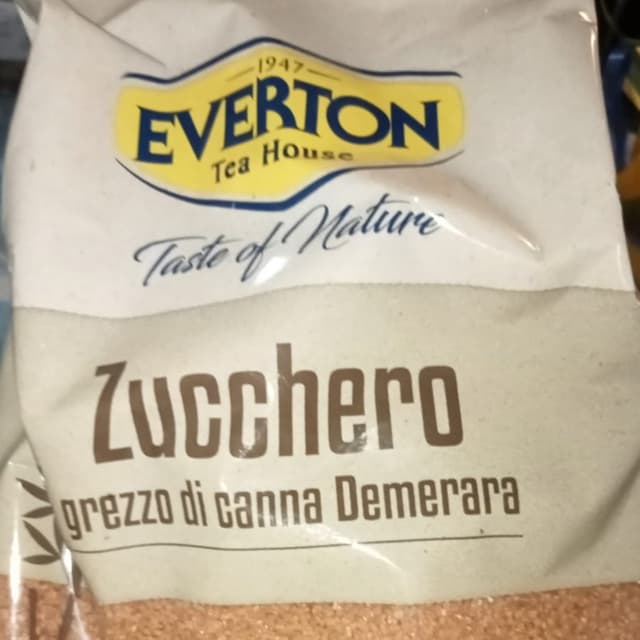 1947
EVERTON
Tea House
Taste of Nature
Zucchero
grezzo di canna Demerara